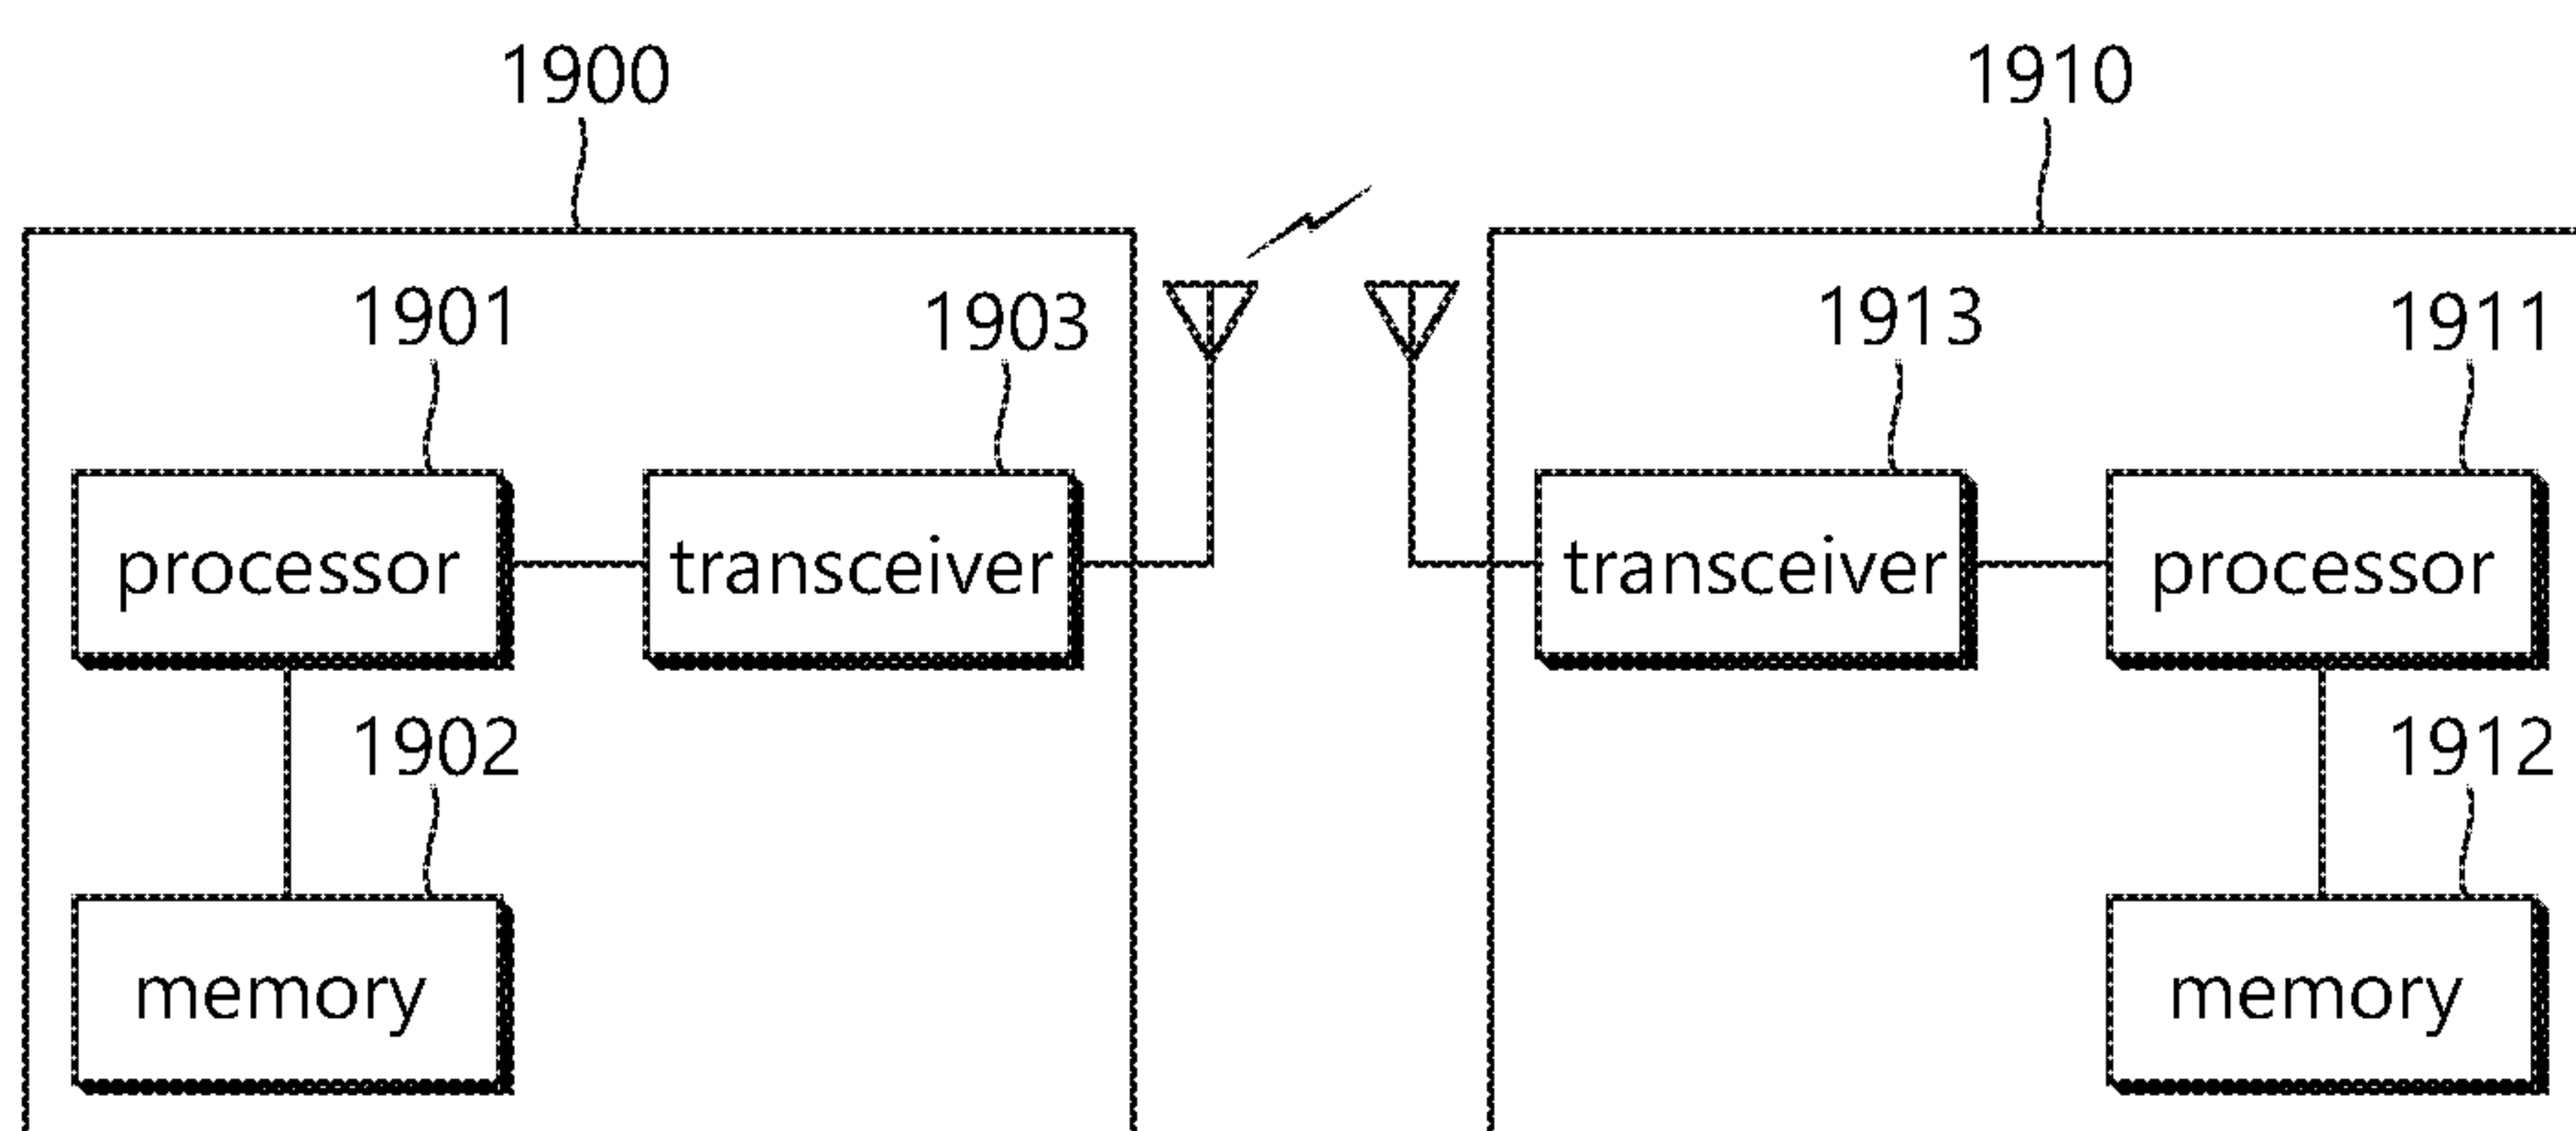 1900 1910
1901 1903 1913 1911
processor transceiver transceiver processor
1902 1912
memory memory